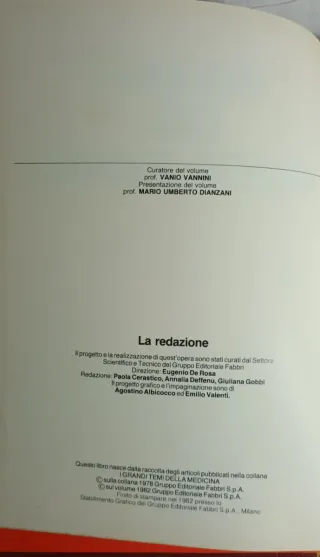 Curatore del volume
prof. VANIO VANNINI
Presentazione del volume
prof. MARIO UMBERTO DIANZANI
La redazione
Il progetto e la realizzazione di quest'opera sono stati curati dal Settore
Scientifico e Tecnico del Gruppo Editoriale Fabbri
Direzione: Eugenio De Rosa
Redazione: Paola Cerastico, Annalia Deffenu, Giuliana Gobbi
Il progetto grafico e l'impaginazione sono di
Agostino Albicocco ed Emilio Valenti.
Questo libro nasce dalla raccolta degli articoli pubblicati nella collana
I GRANDI TEMI DELLA MEDICINA
© sulla collana 1978 Gruppo Editoriale Fabbri S.p.A.
© sul volume 1982 Gruppo Editoriale Fabbri S.p.A.
Finito di stampare nel 1982 presso lo
Stabilimento Grafico del Gruppo Editoriale Fabbri S.p.A., Milano